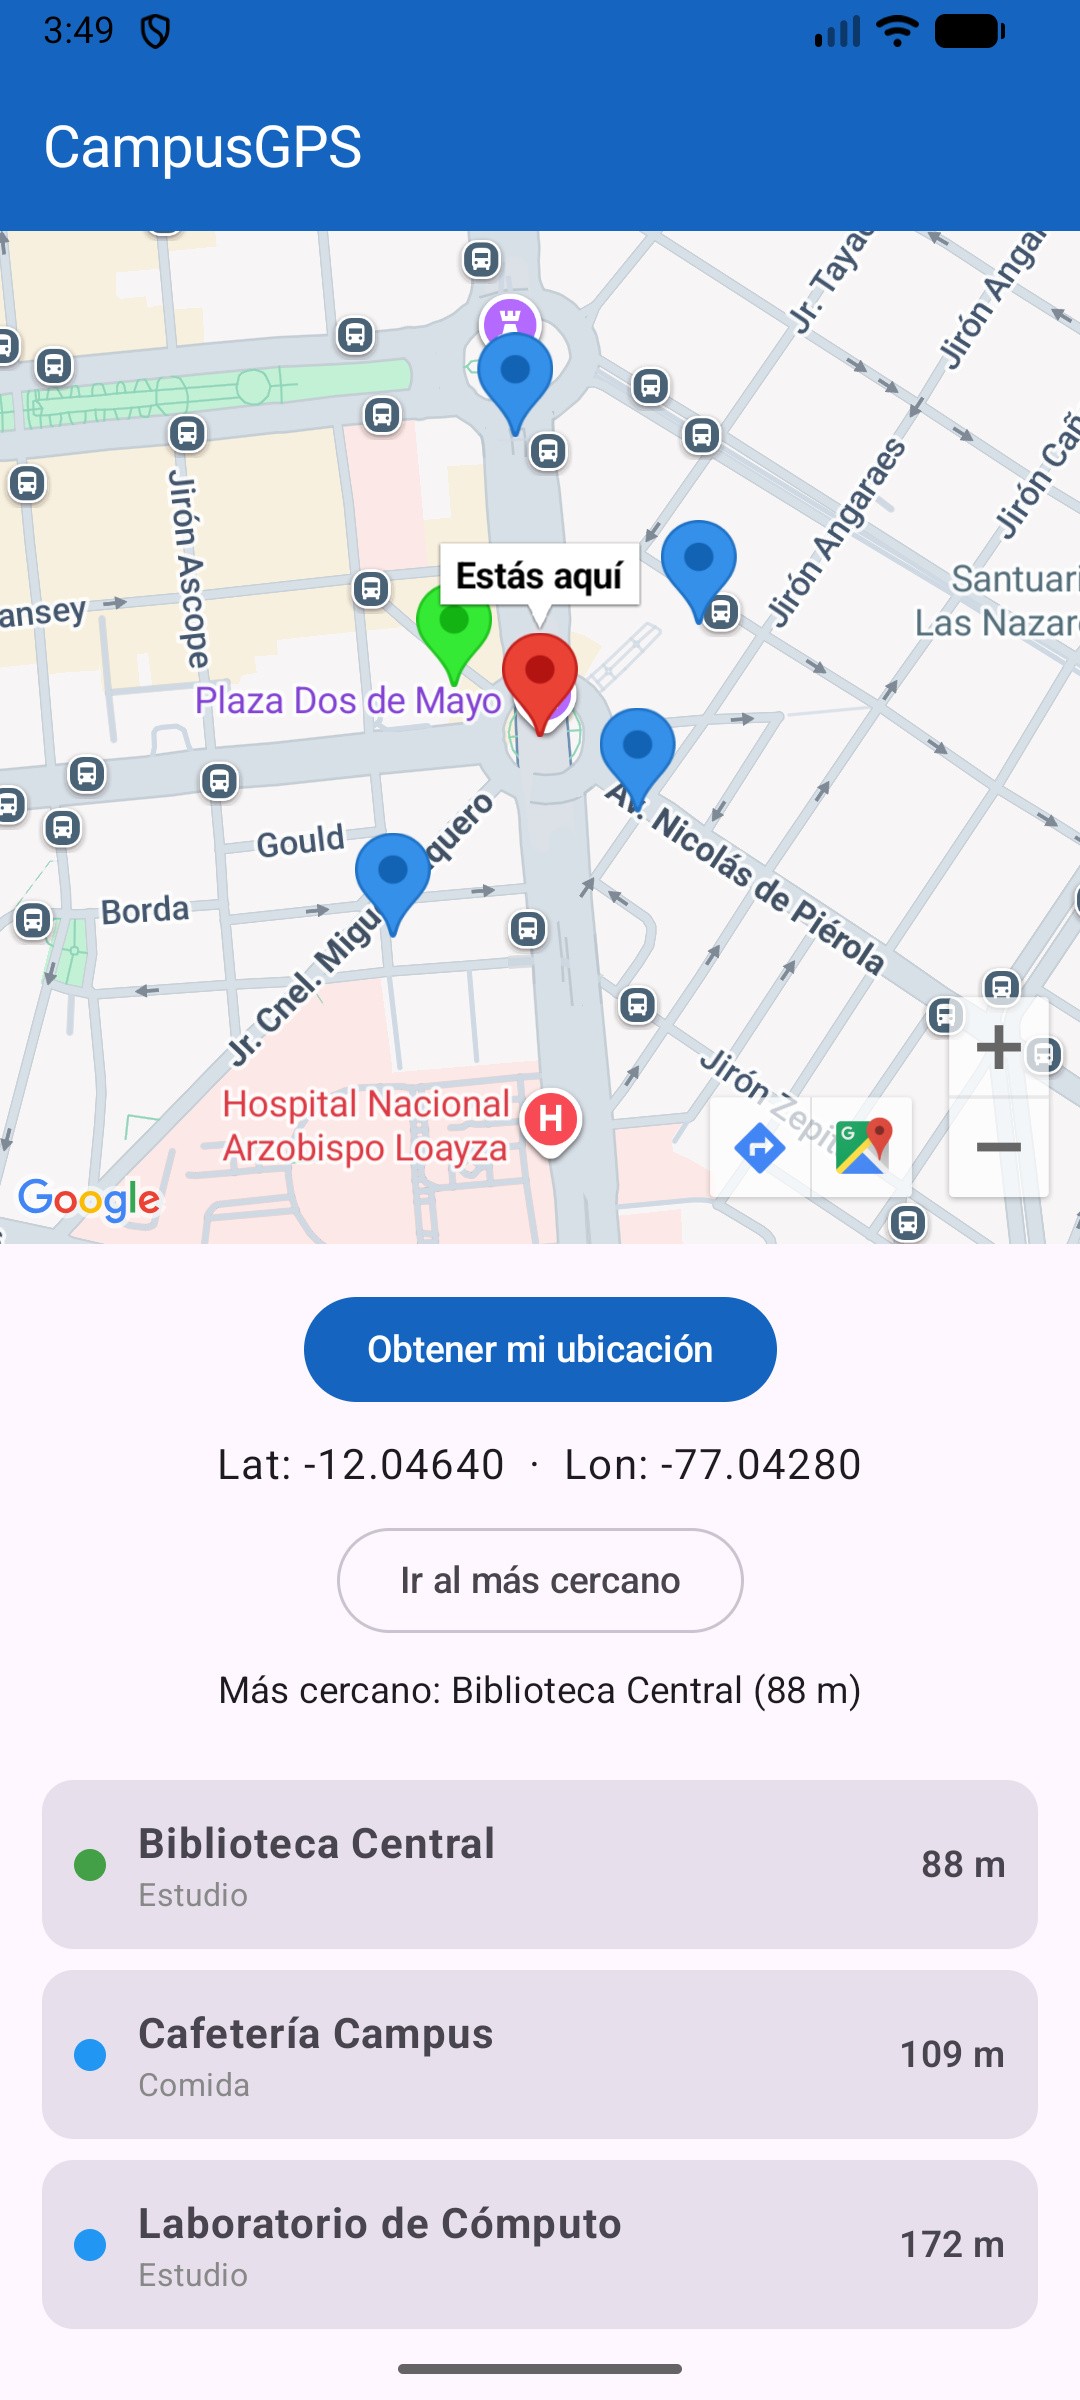 3:49
CampusGPS
Jr. Taya
Jirón Anga
Jirón Cañ
Jirón Ascope
Jirón Angaraes
Estás aquí
Santuari
Las Nazar
ansey
Plaza Dos de Mayo
Gould
quero
Av. Nicolás de Piérola
Borda
Jr. Cnel. Migu
Jirón Zepit
Hospital Nacional
Arzobispo Loayza
H
G
+
−
Google
Obtener mi ubicación
Lat: -12.04640 · Lon: -77.04280
Ir al más cercano
Más cercano: Biblioteca Central (88 m)
Biblioteca Central
88 m
Estudio
Cafetería Campus
109 m
Comida
Laboratorio de Cómputo
172 m
Estudio